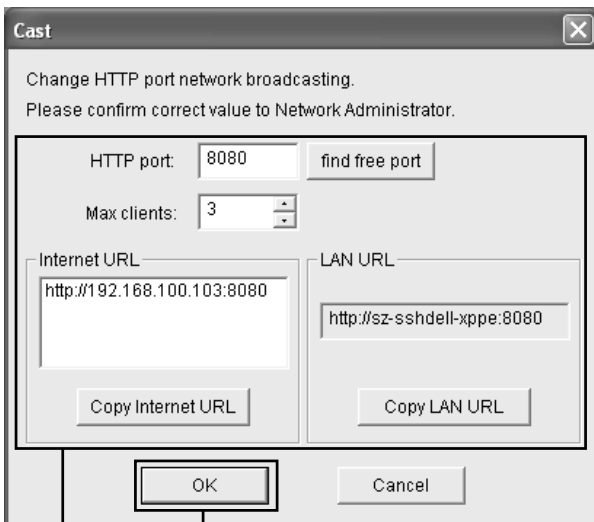 Cast
Change HTTP port network broadcasting.
Please confirm correct value to Network Administrator.
HTTP port: 8080 find free port
Max clients: 3
Internet URL
http://192.168.100.103:8080
Copy Internet URL
LAN URL
http://sz-sshdell-xppe:8080
Copy LAN URL
OK Cancel